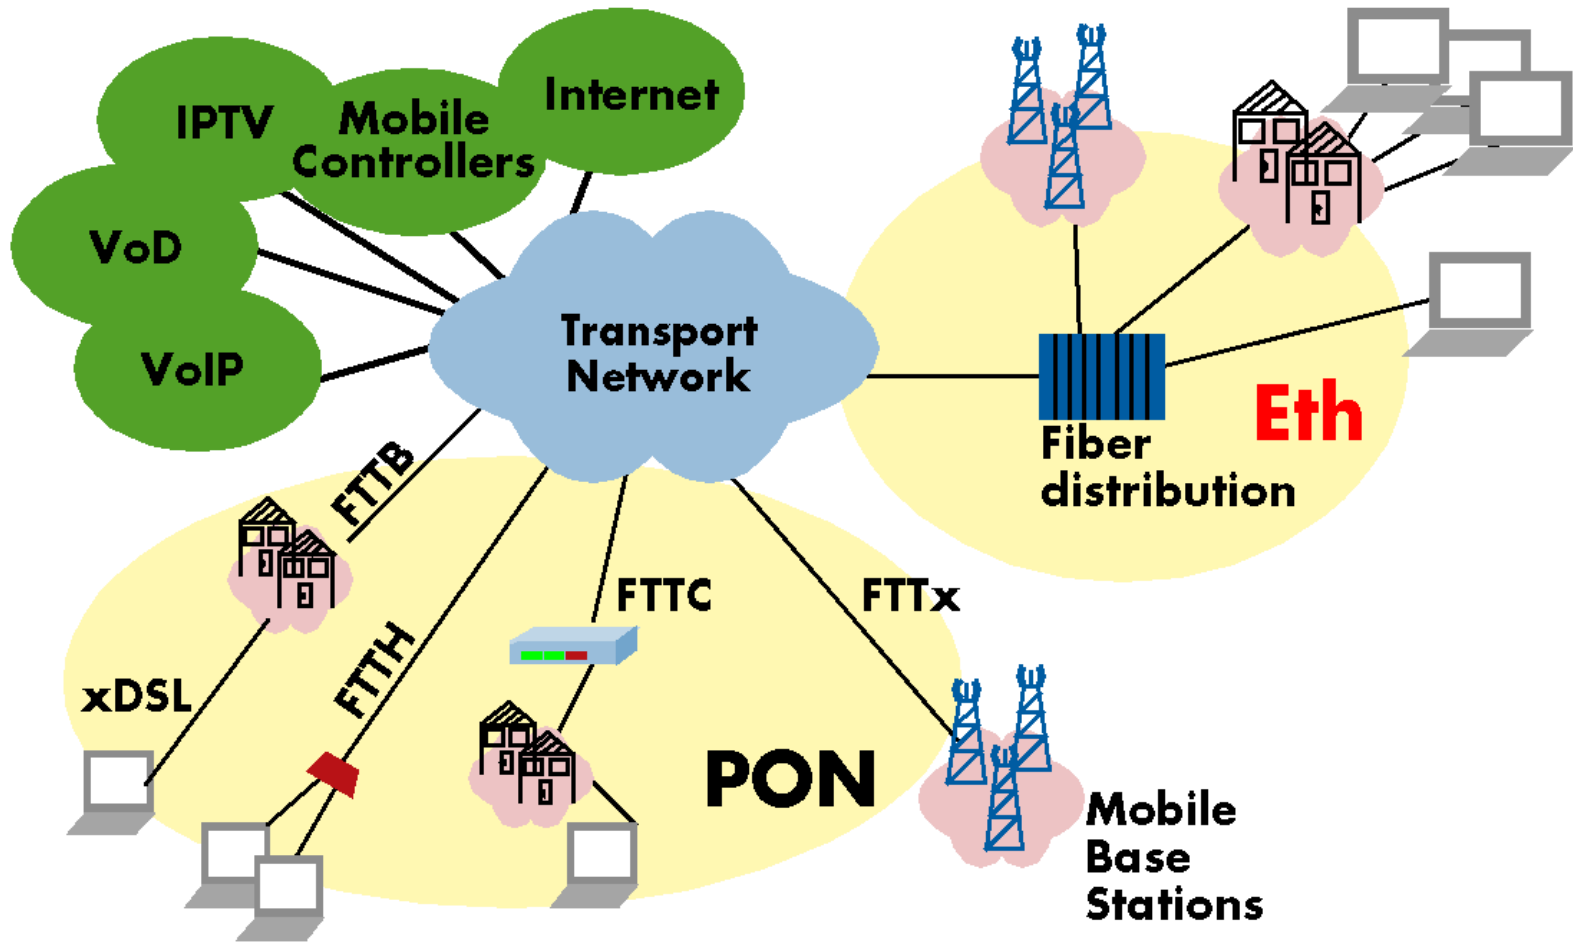 Internet
IPTV
Mobile
Controllers
VoD
VoIP
Transport
Network
Eth
Fiber
distribution
FTTB
FTTC
FTTx
FTTH
xDSL
PON
Mobile
Base
Stations